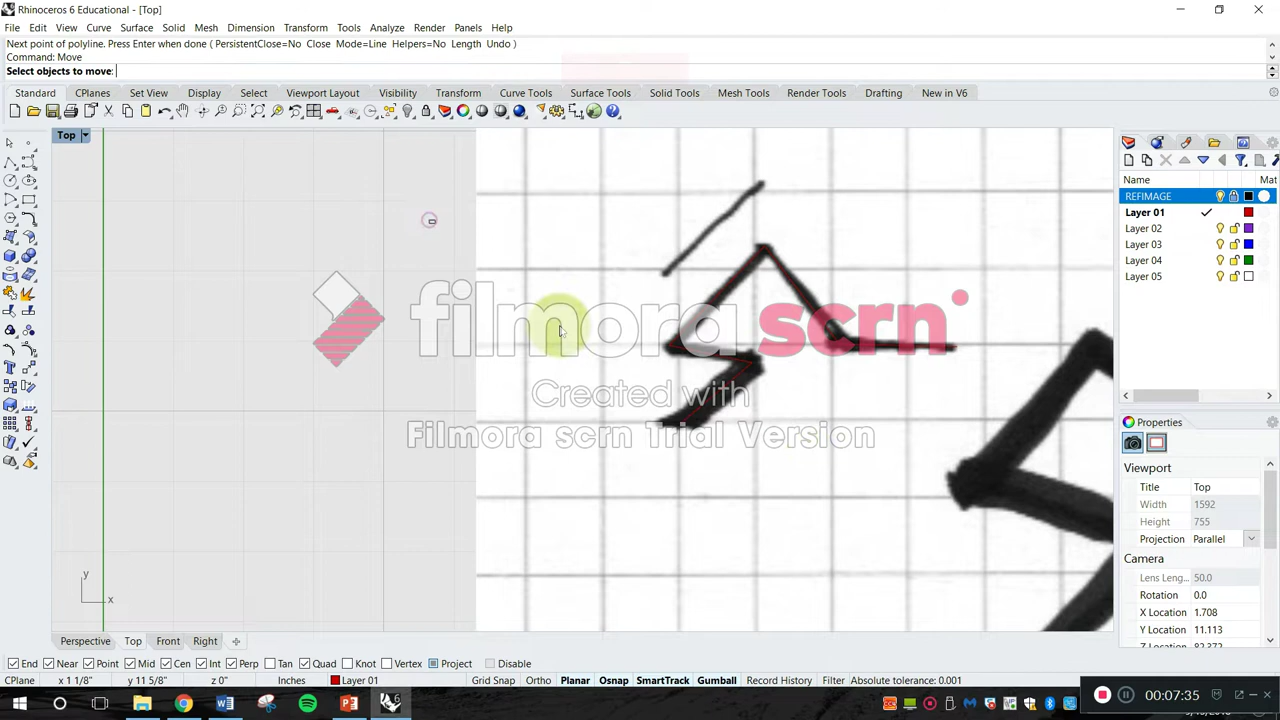 Rhinoceros 6 Educational - [Top]
File Edit View Curve Surface Solid Mesh Dimension Transform Tools Analyze Render Panels Help
Next point of polyline. Press Enter when done ( PersistentClose=No Close Mode=Line Helpers=No Length Undo )
Command: Move
Select objects to move:
Standard CPlanes Set View Display Select Viewport Layout Visibility Transform Curve Tools Surface Tools Solid Tools Mesh Tools Render Tools Drafting New in V6
Top
Name Mat
REFIMAGE
Layer 01
Layer 02
Layer 03
Layer 04
Layer 05
filmora scrn
Created with
Filmora scrn Trial Version
Properties
Viewport
Title Top
Width 1592
Height 755
Projection Parallel
Camera
Lens Leng... 50.0
Rotation 0.0
X Location 1.708
Y Location 11.113
y
x
Perspective Top Front Right
End Near Point Mid Cen Int Perp Tan Quad Knot Vertex Project Disable
CPlane x 1 1/8" y 11 5/8" z 0" Inches Layer 01 Grid Snap Ortho Planar Osnap SmartTrack Gumball Record History Filter Absolute tolerance: 0.001
00:07:35